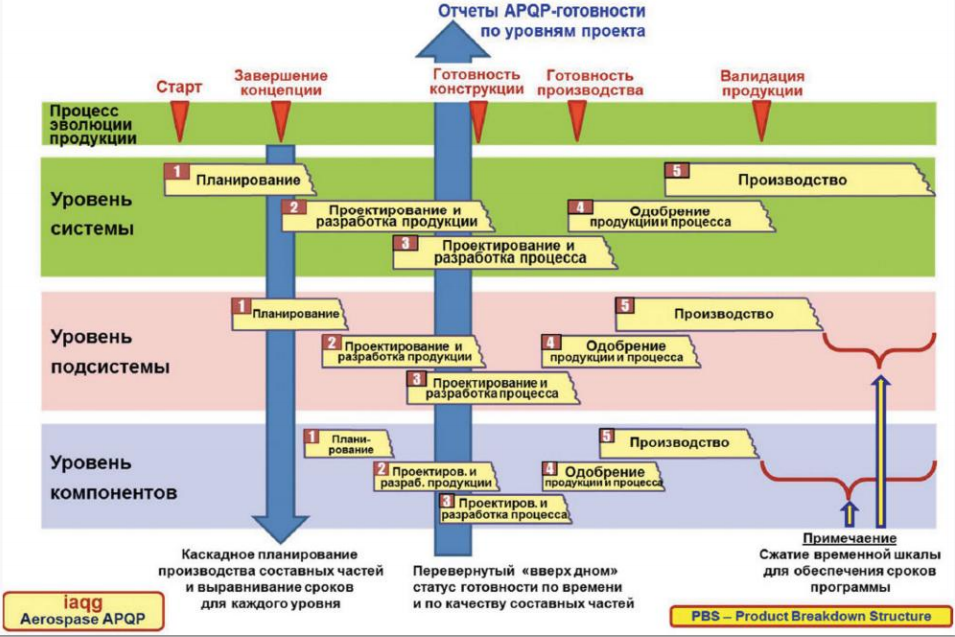 Отчеты APQP-готовности
по уровням проекта
Старт
Завершение
концепции
Готовность
конструкции
Готовность
производства
Валидация
продукции
Процесс
эволюции
продукции
Уровень
системы
1 Планирование
2 Проектирование и
разработка продукции
3 Проектирование и
разработка процесса
4 Одобрение
продукции и процесса
5 Производство
Уровень
подсистемы
1 Планирование
2 Проектирование и
разработка продукции
3 Проектирование и
разработка процесса
4 Одобрение
продукции и процесса
5 Производство
Уровень
компонентов
1 Плани-
рование
2 Проектиров. и
разраб. продукции
3 Проектиров. и
разработка процесса
4 Одобрение
продукции и процесса
5 Производство
Каскадное планирование
производства составных частей
и выравнивание сроков
для каждого уровня
Перевернутый «вверх дном»
статус готовности по времени
и по качеству составных частей
Примечаение
Сжатие временной шкалы
для обеспечения сроков
программы
iaqg
Aerospase APQP
PBS – Product Breakdown Structure